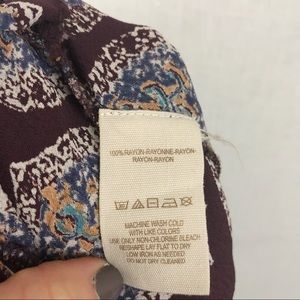 100% RAYON-RAYONNE-RAYON-
RAYON-RAYON
MACHINE WASH COLD
WITH LIKE COLORS
USE ONLY NON-CHLORINE BLEACH
RESHAPE LAY FLAT TO DRY
LOW IRON AS NEEDED
DO NOT DRY CLEANED